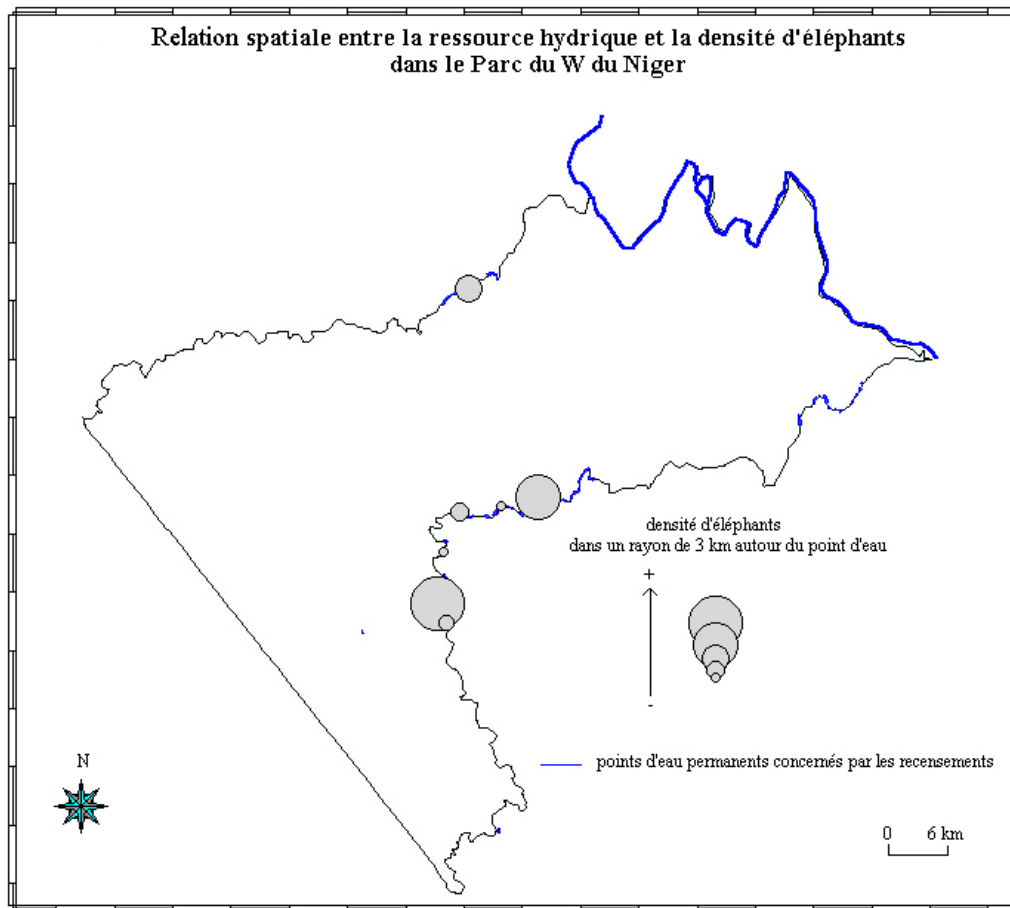 Relation spatiale entre la ressource hydrique et la densité d'éléphants
dans le Parc du W du Niger
densité d'éléphants
dans un rayon de 3 km autour du point d'eau
+
-
points d'eau permanents concernés par les recensements
N
0 6 km